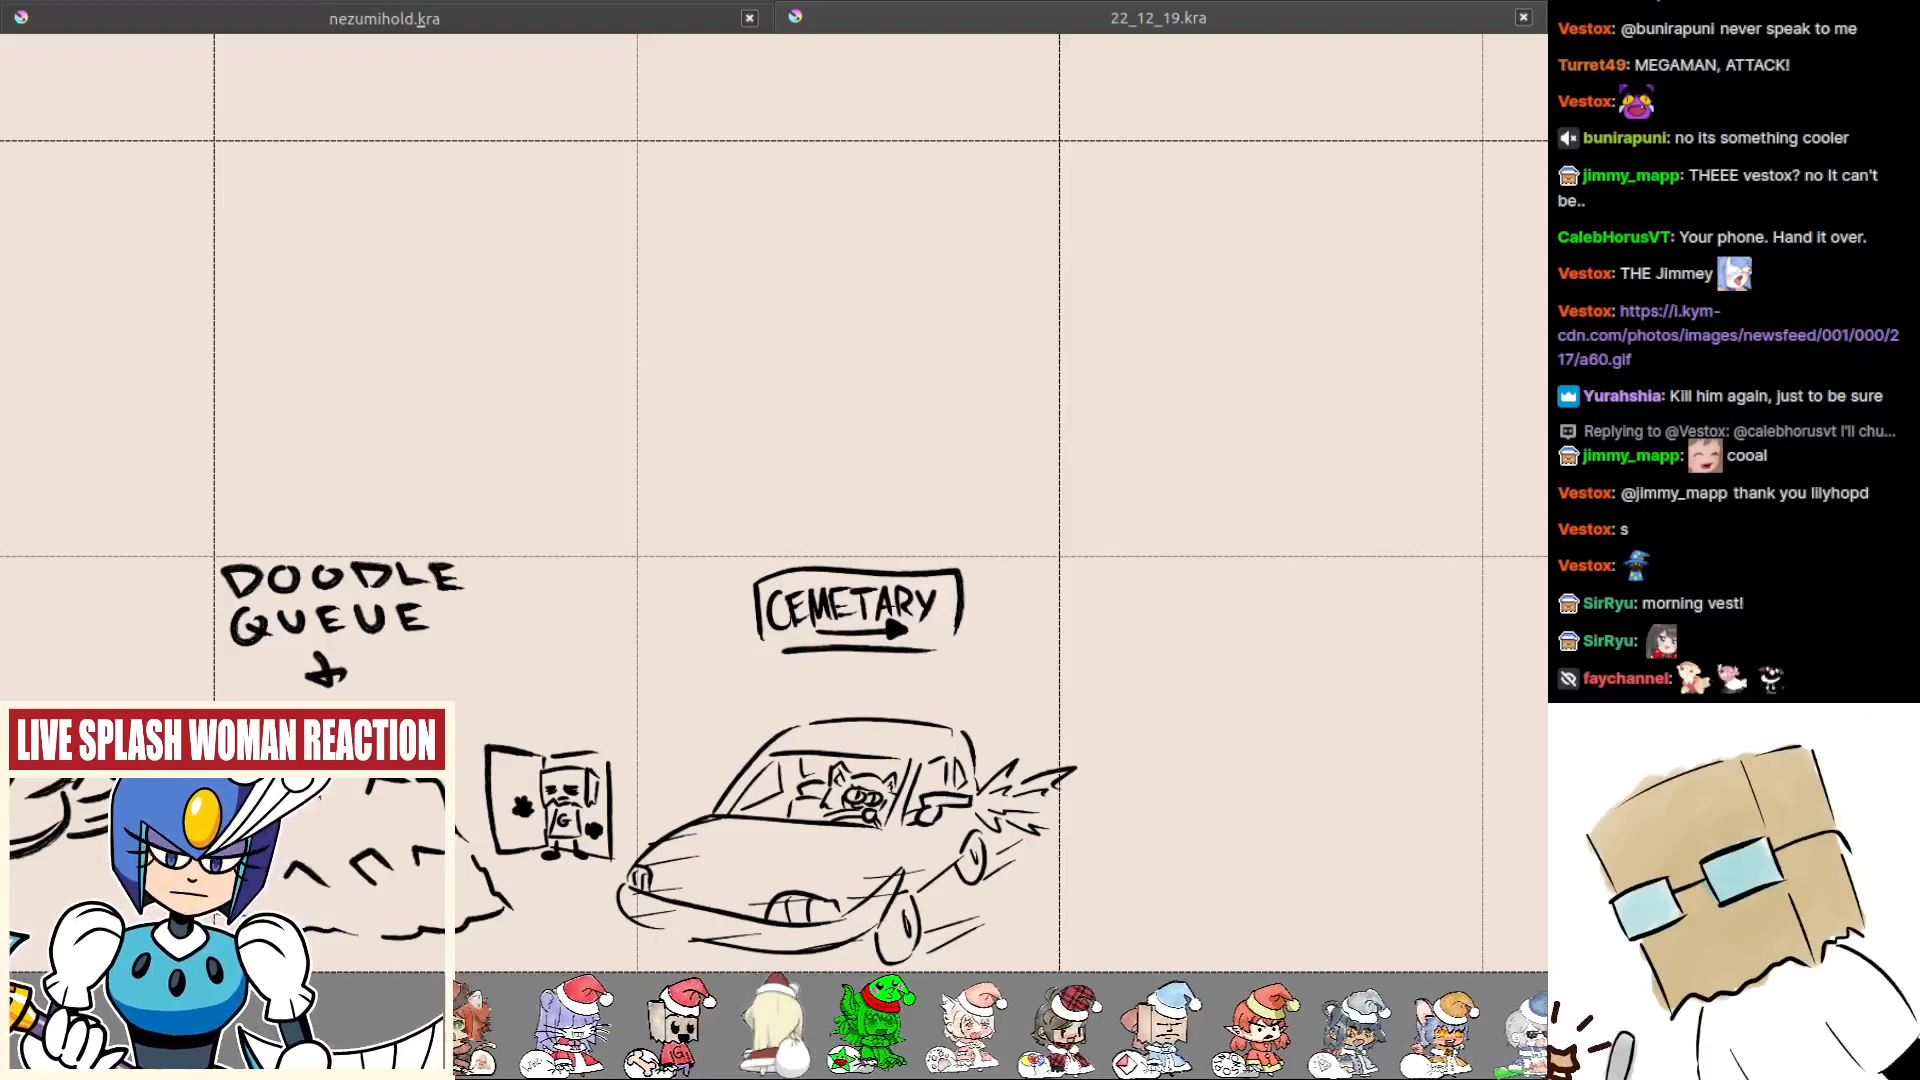 nezumihold.kra
22_12_19.kra
Vestox: @bunirapuni never speak to me
Turret49: MEGAMAN, ATTACK!
Vestox:
bunirapuni: no its something cooler
jimmy_mapp: THEEE vestox? no It can't
be..
CalebHorusVT: Your phone. Hand it over.
Vestox: THE Jimmey
Vestox: https://i.kym-
cdn.com/photos/images/newsfeed/001/000/2
17/a60.gif
Yurahshia: Kill him again, just to be sure
Replying to @Vestox: @calebhorusvt I'll chu...
jimmy_mapp: cooal
Vestox: @jimmy_mapp thank you lilyhopd
Vestox: s
Vestox:
SirRyu: morning vest!
SirRyu:
faychannel:
DOODLE
QUEUE
CEMETARY
LIVE SPLASH WOMAN REACTION
G
G